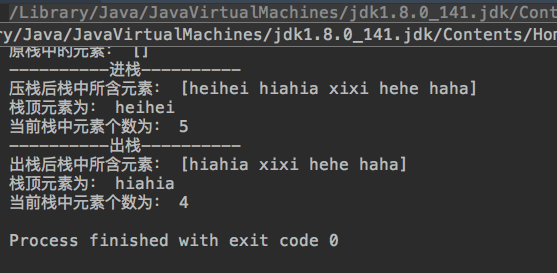 /Library/Java/JavaVirtualMachines/jdk1.8.0_141.jdk/Cont
ry/Java/JavaVirtualMachines/jdk1.8.0_141.jdk/Contents/Hom
原栈中的元素： []
----------进栈----------
压栈后栈中所含元素： [heihei hiahia xixi hehe haha]
栈顶元素为： heihei
当前栈中元素个数为： 5
----------出栈----------
出栈后栈中所含元素： [hiahia xixi hehe haha]
栈顶元素为： hiahia
当前栈中元素个数为： 4
Process finished with exit code 0